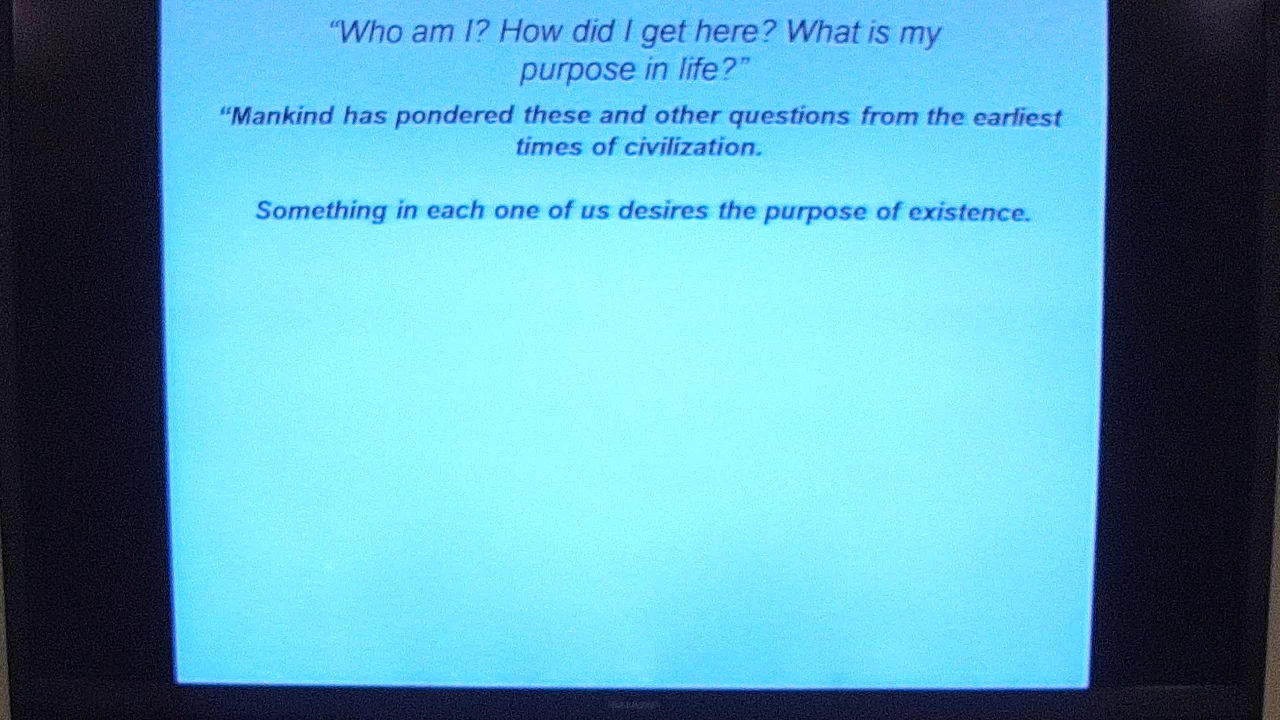 “Who am I? How did I get here? What is my
purpose in life?”
“Mankind has pondered these and other questions from the earliest
times of civilization.
Something in each one of us desires the purpose of existence.